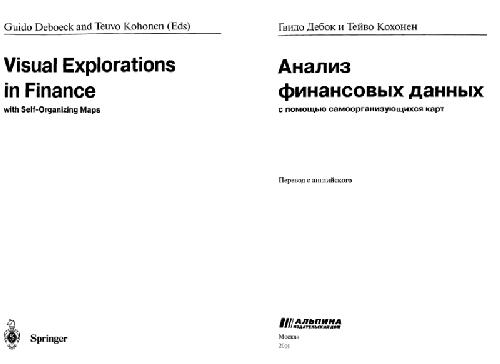 Guido Deboeck and Teuvo Kohonen (Eds)
Visual Explorations
in Finance
with Self-Organizing Maps
Springer
Гвидо Дебок и Тейво Кохонен
Анализ
финансовых данных
с помощью самоорганизующихся карт
Перевод с английского
АЛЬПИНА
ИЗДАТЕЛЬСКИЙ ДОМ
Москва